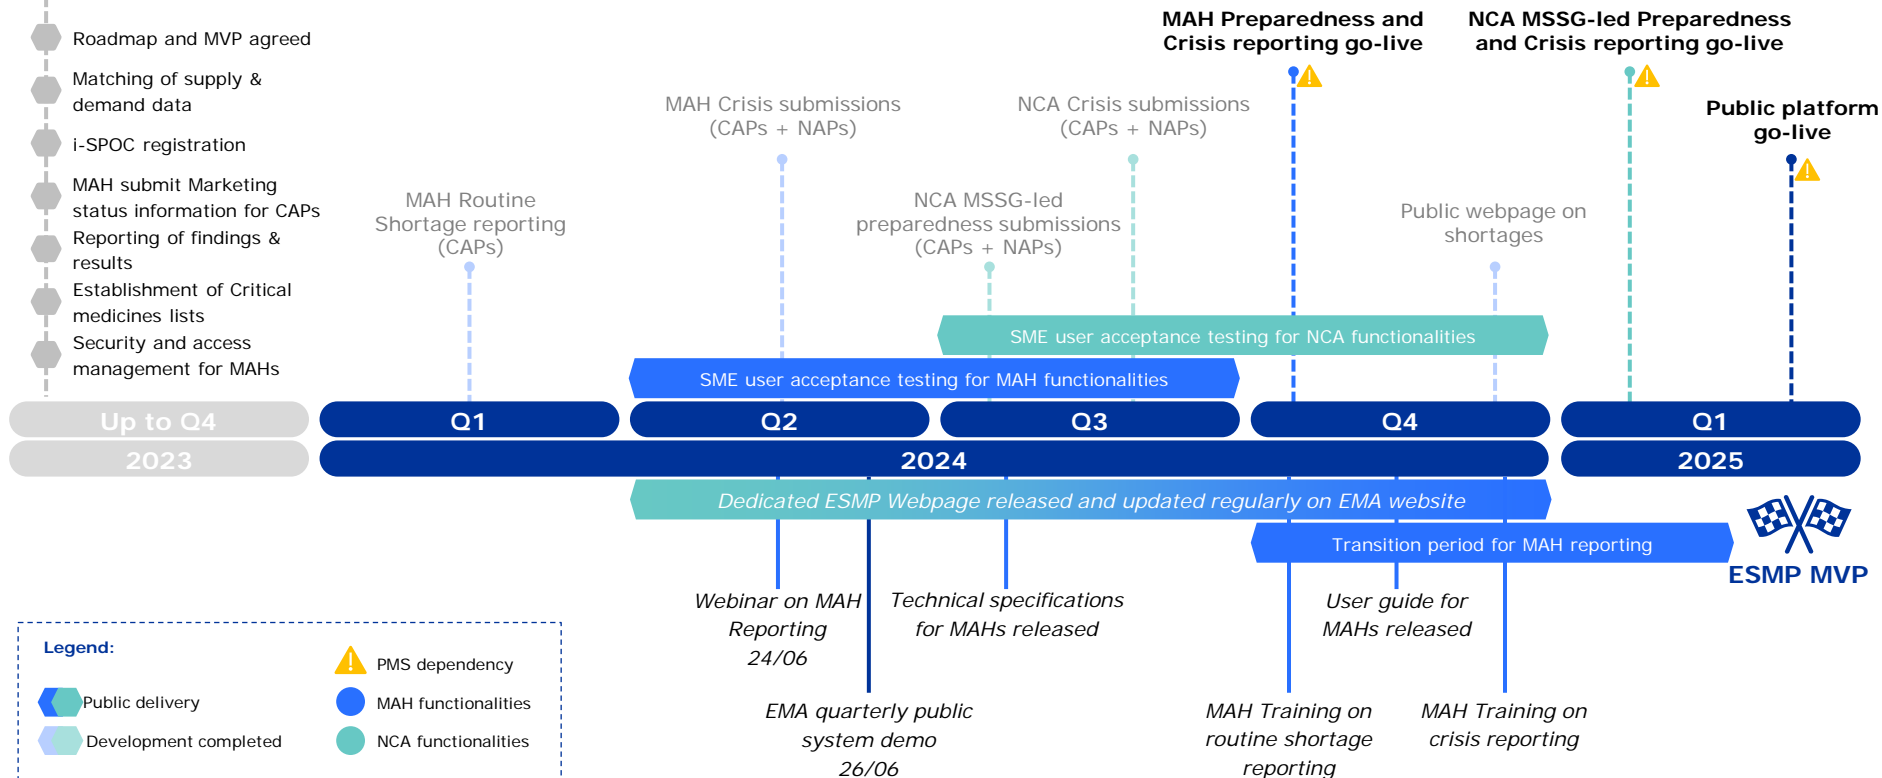 Roadmap and MVP agreed
Matching of supply &
demand data
i-SPOC registration
MAH submit Marketing
status information for CAPs
Reporting of findings &
results
Establishment of Critical
medicines lists
Security and access
management for MAHs
MAH Routine
Shortage reporting
(CAPs)
MAH Crisis submissions
(CAPs + NAPs)
NCA MSSG-led
preparedness submissions
(CAPs + NAPs)
NCA Crisis submissions
(CAPs + NAPs)
MAH Preparedness and
Crisis reporting go-live
Public webpage on
shortages
NCA MSSG-led Preparedness
and Crisis reporting go-live
Public platform
go-live
SME user acceptance testing for NCA functionalities
SME user acceptance testing for MAH functionalities
Up to Q4
Q1
Q2
Q3
Q4
Q1
2023
2024
2025
Dedicated ESMP Webpage released and updated regularly on EMA website
Transition period for MAH reporting
ESMP MVP
Webinar on MAH
Reporting
24/06
EMA quarterly public
system demo
26/06
Technical specifications
for MAHs released
MAH Training on
routine shortage
reporting
User guide for
MAHs released
MAH Training on
crisis reporting
Legend:
Public delivery
Development completed
PMS dependency
MAH functionalities
NCA functionalities